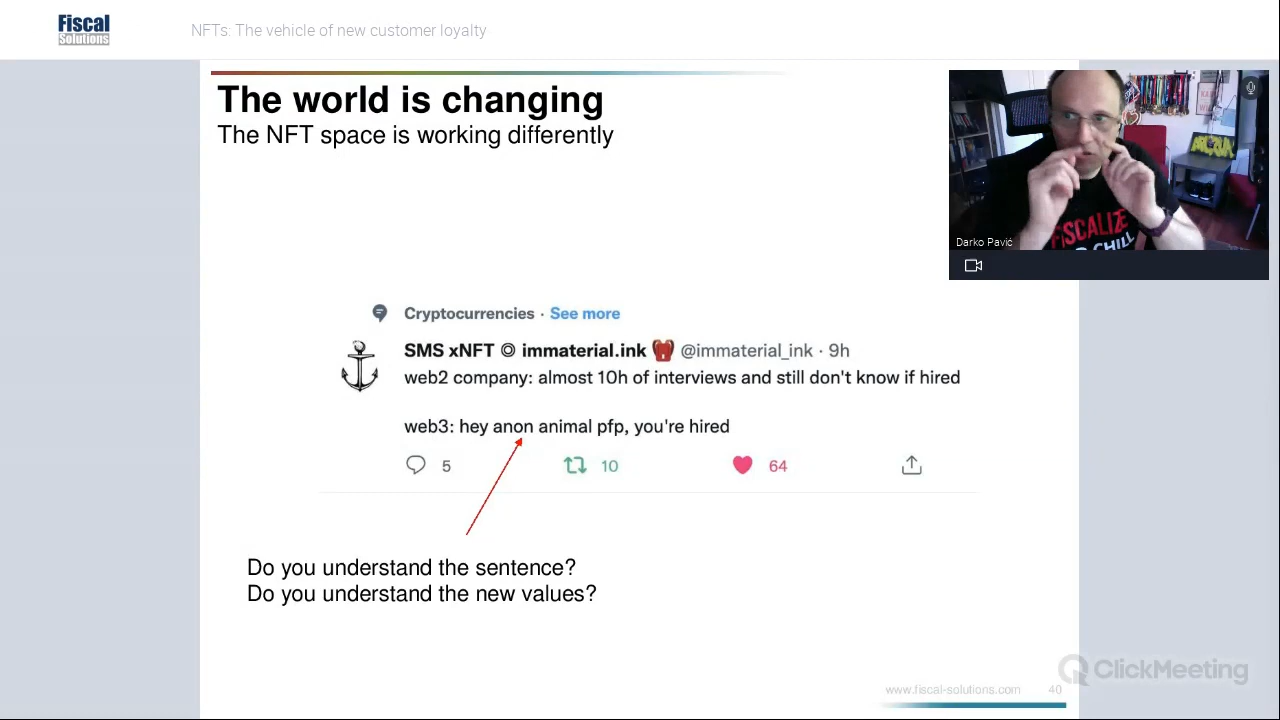 Fiscal
Solutions
NFTs: The vehicle of new customer loyalty
The world is changing
The NFT space is working differently
FISCALIZE
CHILL
Darko Pavić
Cryptocurrencies · See more
SMS xNFT ◎ immaterial.ink @immaterial_ink · 9h
web2 company: almost 10h of interviews and still don't know if hired
web3: hey anon animal pfp, you're hired
5 10 64
Do you understand the sentence?
Do you understand the new values?
ClickMeeting
www.fiscal-solutions.com 40